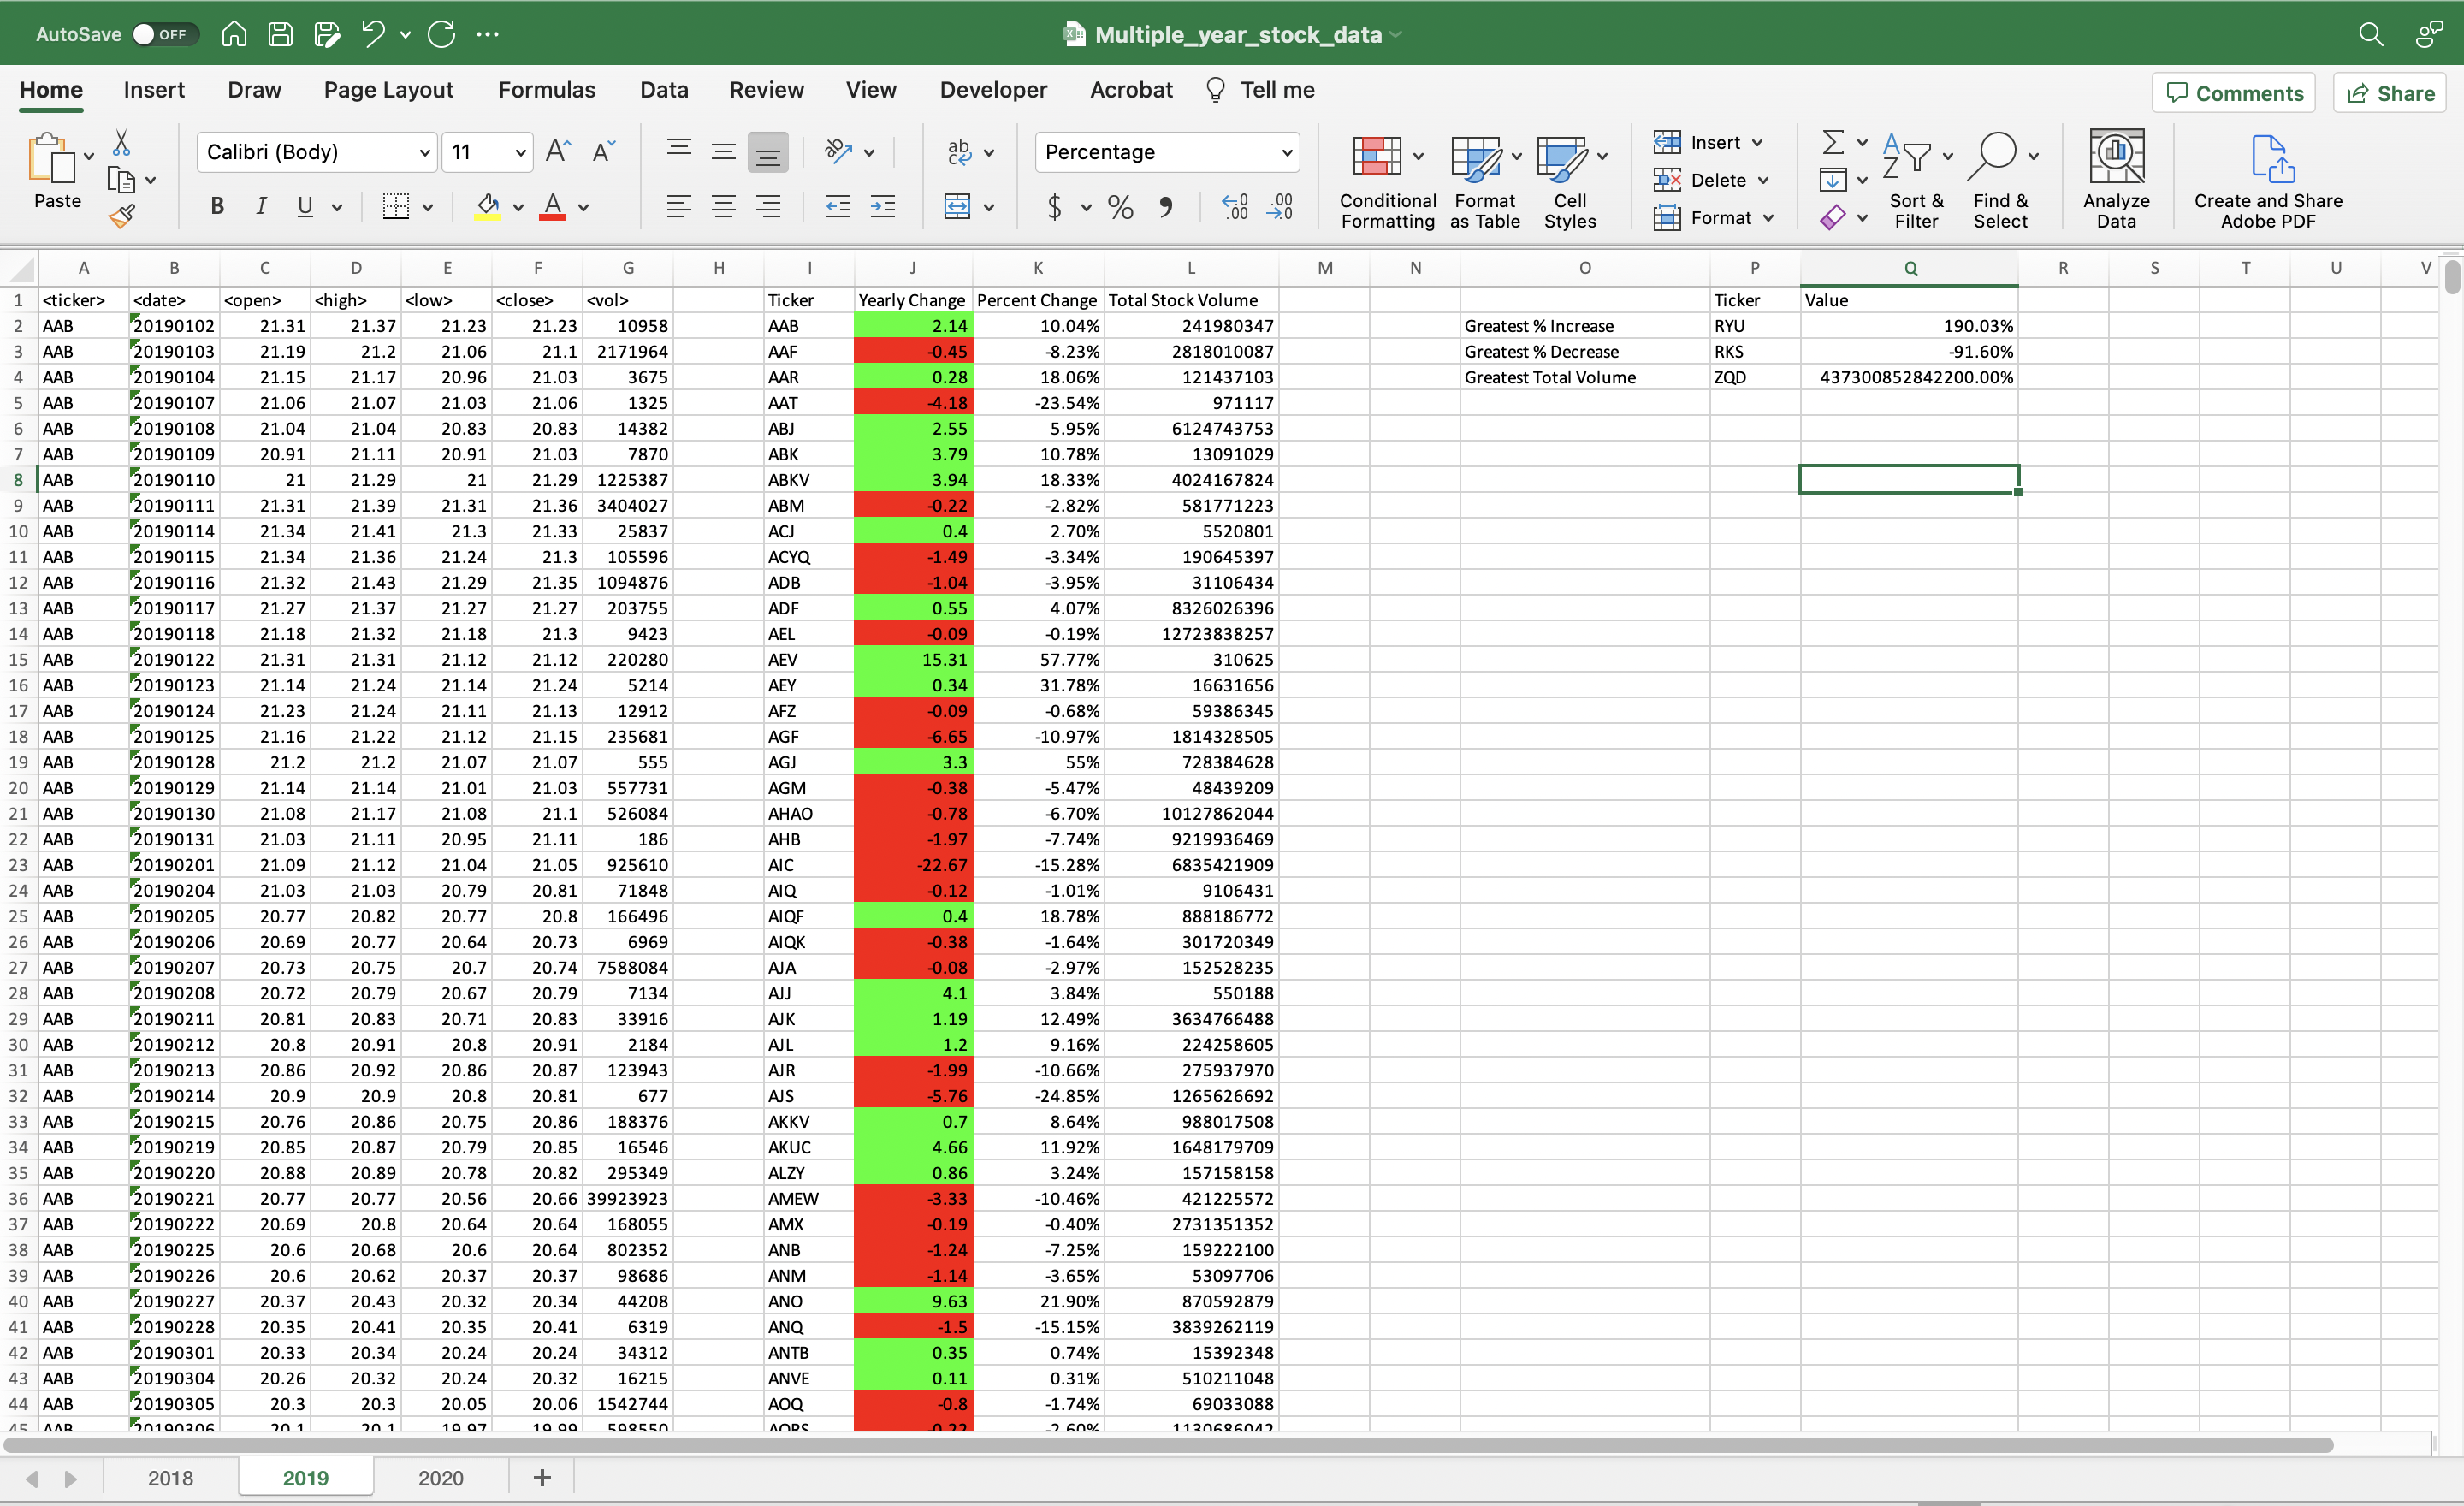 AutoSave OFF Multiple_year_stock_data
Home Insert Draw Page Layout Formulas Data Review View Developer Acrobat Tell me Comments Share
Paste
Calibri (Body) 11
B I U
ab
Percentage
$ %
Conditional Formatting
Format as Table
Cell Styles
Insert
Delete
Format
Sort & Filter
Find & Select
Analyze Data
Create and Share Adobe PDF
A B C D E F G H I J K L M N O P Q R S T U V
1 <ticker> <date> <open> <high> <low> <close> <vol> Ticker Yearly Change Percent Change Total Stock Volume Ticker Value
2 AAB 20190102 21.31 21.37 21.23 21.23 10958 AAB 2.14 10.04% 241980347 Greatest % Increase RYU 190.03%
3 AAB 20190103 21.19 21.2 21.06 21.1 2171964 AAF -0.45 -8.23% 2818010087 Greatest % Decrease RKS -91.60%
4 AAB 20190104 21.15 21.17 20.96 21.03 3675 AAR 0.28 18.06% 121437103 Greatest Total Volume ZQD 437300852842200.00%
5 AAB 20190107 21.06 21.07 21.03 21.06 1325 AAT -4.18 -23.54% 971117
6 AAB 20190108 21.04 21.04 20.83 20.83 14382 ABJ 2.55 5.95% 6124743753
7 AAB 20190109 20.91 21.11 20.91 21.03 7870 ABK 3.79 10.78% 13091029
8 AAB 20190110 21 21.29 21 21.29 1225387 ABKV 3.94 18.33% 4024167824
9 AAB 20190111 21.31 21.39 21.31 21.36 3404027 ABM -0.22 -2.82% 581771223
10 AAB 20190114 21.34 21.41 21.3 21.33 25837 ACJ 0.4 2.70% 5520801
11 AAB 20190115 21.34 21.36 21.24 21.3 105596 ACYQ -1.49 -3.34% 190645397
12 AAB 20190116 21.32 21.43 21.29 21.35 1094876 ADB -1.04 -3.95% 31106434
13 AAB 20190117 21.27 21.37 21.27 21.27 203755 ADF 0.55 4.07% 8326026396
14 AAB 20190118 21.18 21.32 21.18 21.3 9423 AEL -0.09 -0.19% 12723838257
15 AAB 20190122 21.31 21.31 21.12 21.12 220280 AEV 15.31 57.77% 310625
16 AAB 20190123 21.14 21.24 21.14 21.24 5214 AEY 0.34 31.78% 16631656
17 AAB 20190124 21.23 21.24 21.11 21.13 12912 AFZ -0.09 -0.68% 59386345
18 AAB 20190125 21.16 21.22 21.12 21.15 235681 AGF -6.65 -10.97% 1814328505
19 AAB 20190128 21.2 21.2 21.07 21.07 555 AGJ 3.3 55% 728384628
20 AAB 20190129 21.14 21.14 21.01 21.03 557731 AGM -0.38 -5.47% 48439209
21 AAB 20190130 21.08 21.17 21.08 21.1 526084 AHAO -0.78 -6.70% 10127862044
22 AAB 20190131 21.03 21.11 20.95 21.11 186 AHB -1.97 -7.74% 9219936469
23 AAB 20190201 21.09 21.12 21.04 21.05 925610 AIC -22.67 -15.28% 6835421909
24 AAB 20190204 21.03 21.03 20.79 20.81 71848 AIQ -0.12 -1.01% 9106431
25 AAB 20190205 20.77 20.82 20.77 20.8 166496 AIQF 0.4 18.78% 888186772
26 AAB 20190206 20.69 20.77 20.64 20.73 6969 AIQK -0.38 -1.64% 301720349
27 AAB 20190207 20.73 20.75 20.7 20.74 7588084 AJA -0.08 -2.97% 152528235
28 AAB 20190208 20.72 20.79 20.67 20.79 7134 AJJ 4.1 3.84% 550188
29 AAB 20190211 20.81 20.83 20.71 20.83 33916 AJK 1.19 12.49% 3634766488
30 AAB 20190212 20.8 20.91 20.8 20.91 2184 AJL 1.2 9.16% 224258605
31 AAB 20190213 20.86 20.92 20.86 20.87 123943 AJR -1.99 -10.66% 275937970
32 AAB 20190214 20.9 20.9 20.8 20.81 677 AJS -5.76 -24.85% 1265626692
33 AAB 20190215 20.76 20.86 20.75 20.86 188376 AKKV 0.7 8.64% 988017508
34 AAB 20190219 20.85 20.87 20.79 20.85 16546 AKUC 4.66 11.92% 1648179709
35 AAB 20190220 20.88 20.89 20.78 20.82 295349 ALZY 0.86 3.24% 157158158
36 AAB 20190221 20.77 20.77 20.56 20.66 39923923 AMEW -3.33 -10.46% 421225572
37 AAB 20190222 20.69 20.8 20.64 20.64 168055 AMX -0.19 -0.40% 2731351352
38 AAB 20190225 20.6 20.68 20.6 20.64 802352 ANB -1.24 -7.25% 159222100
39 AAB 20190226 20.6 20.62 20.37 20.37 98686 ANM -1.14 -3.65% 53097706
40 AAB 20190227 20.37 20.43 20.32 20.34 44208 ANO 9.63 21.90% 870592879
41 AAB 20190228 20.35 20.41 20.35 20.41 6319 ANQ -1.5 -15.15% 3839262119
42 AAB 20190301 20.33 20.34 20.24 20.24 34312 ANTB 0.35 0.74% 15392348
43 AAB 20190304 20.26 20.32 20.24 20.32 16215 ANVE 0.11 0.31% 510211048
44 AAB 20190305 20.3 20.3 20.05 20.06 1542744 AOQ -0.8 -1.74% 69033088
45 AAB 20190306 20.1 20.1 19.97 19.99
2018 2019 2020 +